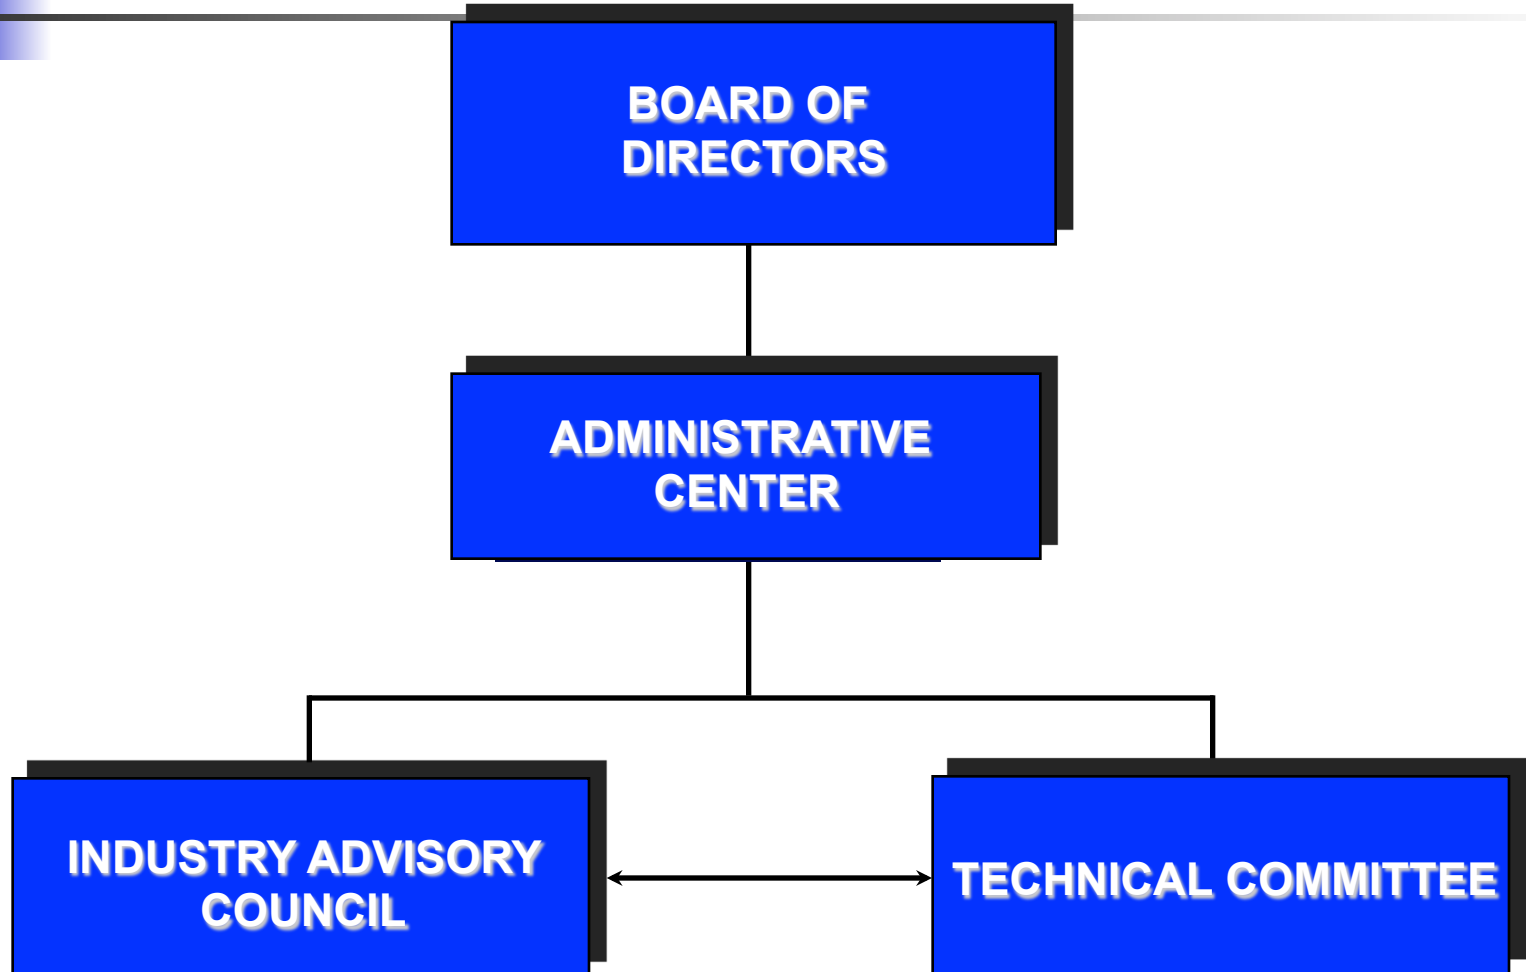 BOARD OF
DIRECTORS
ADMINISTRATIVE
CENTER
INDUSTRY ADVISORY
COUNCIL
TECHNICAL COMMITTEE